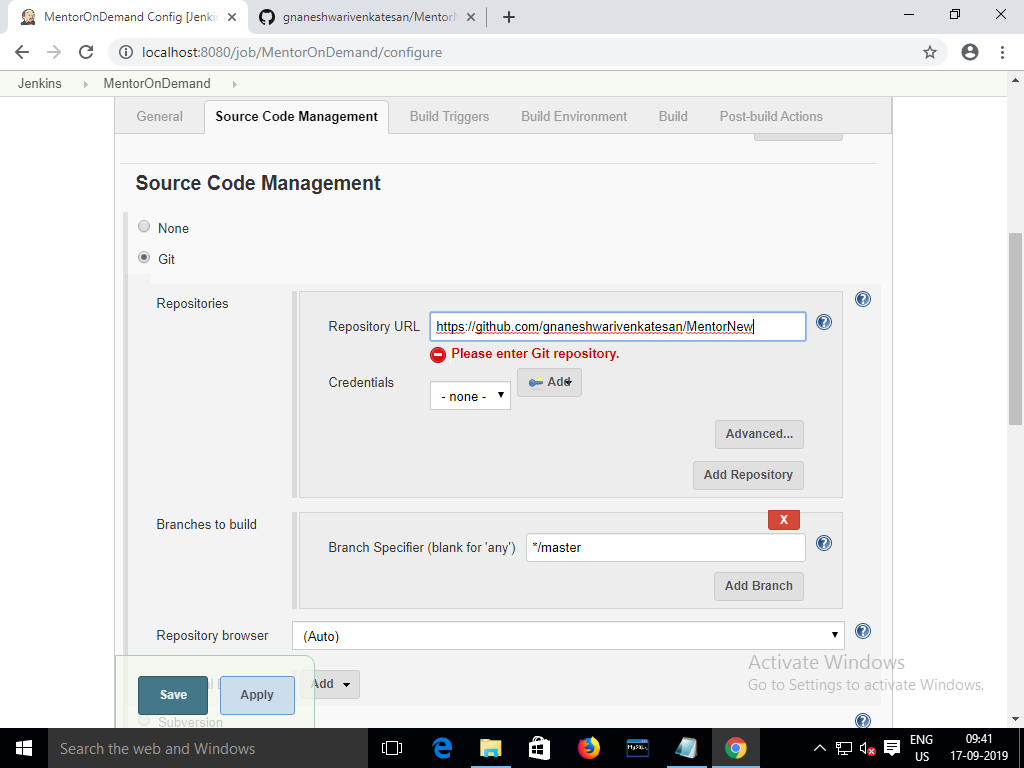 MentorOnDemand Config [Jenkin
gnaneshwarivenkatesan/MentorN
localhost:8080/job/MentorOnDemand/configure
Jenkins
MentorOnDemand
General
Source Code Management
Build Triggers
Build Environment
Build
Post-build Actions
Source Code Management
None
Git
Repositories
Repository URL
https://github.com/gnaneshwarivenkatesan/MentorNew
Please enter Git repository.
Credentials
- none -
Add
Advanced...
Add Repository
Branches to build
X
Branch Specifier (blank for 'any')
*/master
Add Branch
Repository browser
(Auto)
Activate Windows
Go to Settings to activate Windows.
Save
Apply
Add
Subversion
Search the web and Windows
MySQL
ENG
US
09:41
17-09-2019